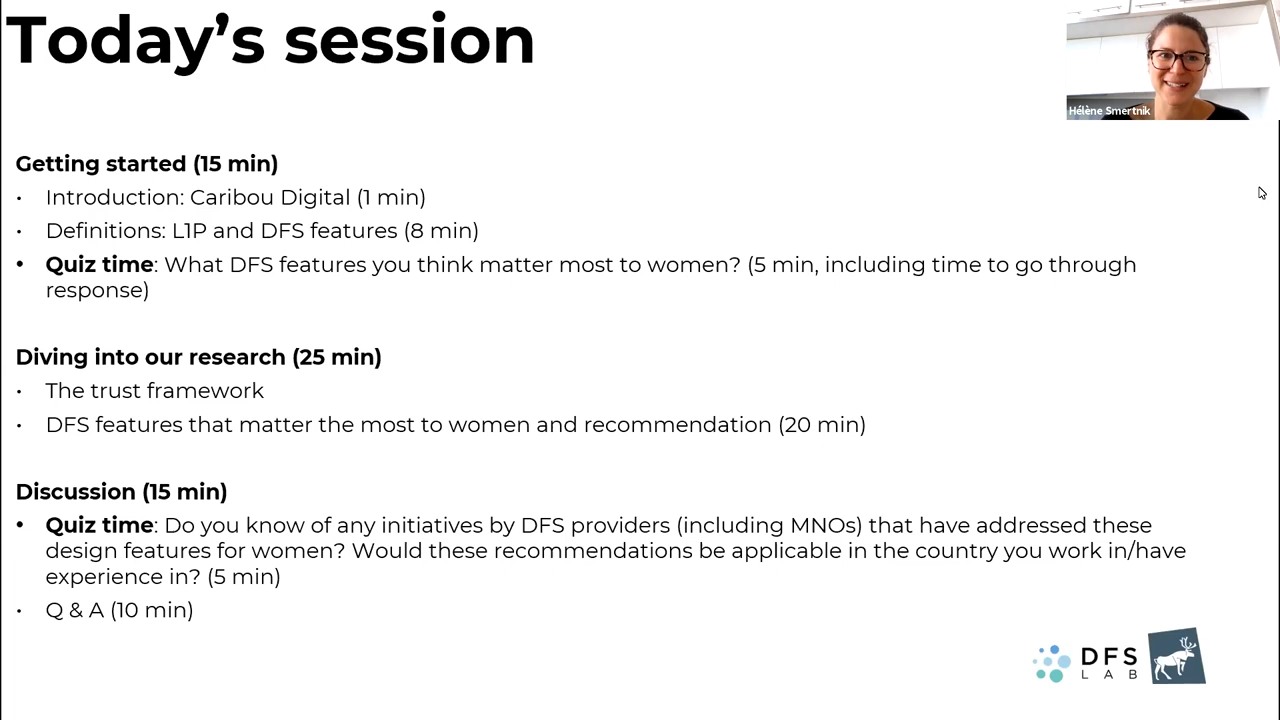 Today’s session
Hélène Smertnik
Getting started (15 min)
• Introduction: Caribou Digital (1 min)
• Definitions: L1P and DFS features (8 min)
• Quiz time: What DFS features you think matter most to women? (5 min, including time to go through
response)
Diving into our research (25 min)
• The trust framework
• DFS features that matter the most to women and recommendation (20 min)
Discussion (15 min)
• Quiz time: Do you know of any initiatives by DFS providers (including MNOs) that have addressed these
design features for women? Would these recommendations be applicable in the country you work in/have
experience in? (5 min)
• Q & A (10 min)
DFS
LAB